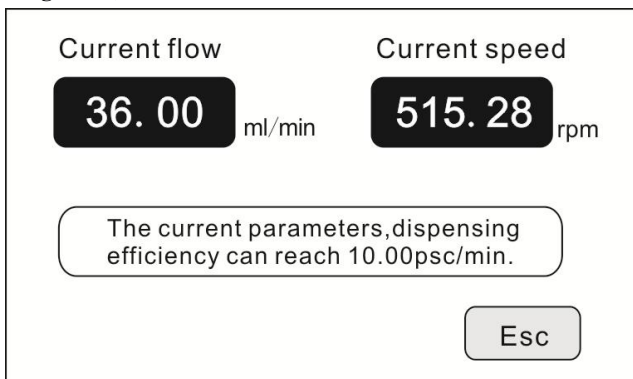 Current flow
Current speed
36. 00 ml/min
515. 28 rpm
The current parameters,dispensing
efficiency can reach 10.00psc/min.
Esc